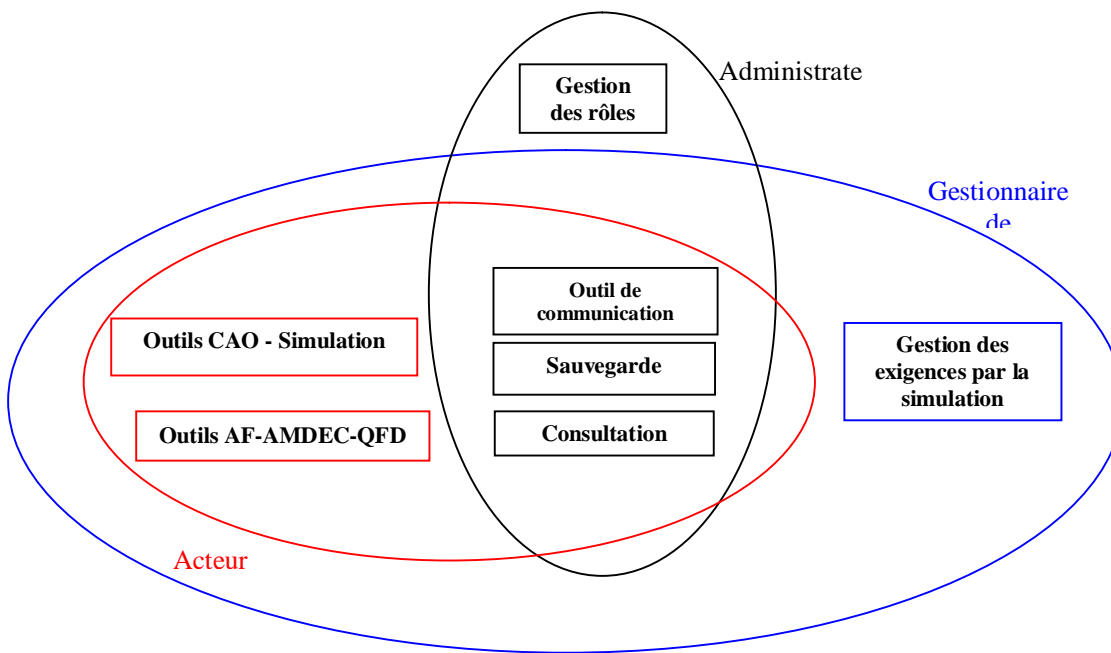 Administrate
Gestion
des rôles
Gestionnaire
de
Outil de
communication
Outils CAO - Simulation
Sauvegarde
Gestion des
exigences par la
simulation
Outils AF-AMDEC-QFD
Consultation
Acteur